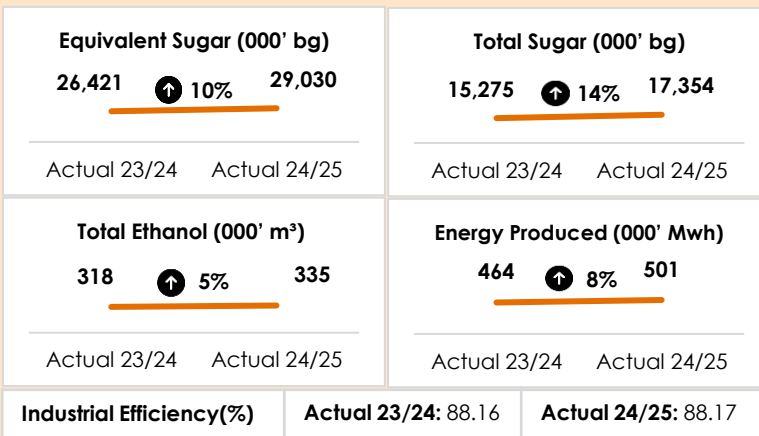 Equivalent Sugar (000' bg)
26,421 10% 29,030
Actual 23/24 Actual 24/25
Total Sugar (000' bg)
15,275 14% 17,354
Actual 23/24 Actual 24/25
Total Ethanol (000' m³)
318 5% 335
Actual 23/24 Actual 24/25
Energy Produced (000' Mwh)
464 8% 501
Actual 23/24 Actual 24/25
Industrial Efficiency(%) Actual 23/24: 88.16 Actual 24/25: 88.17